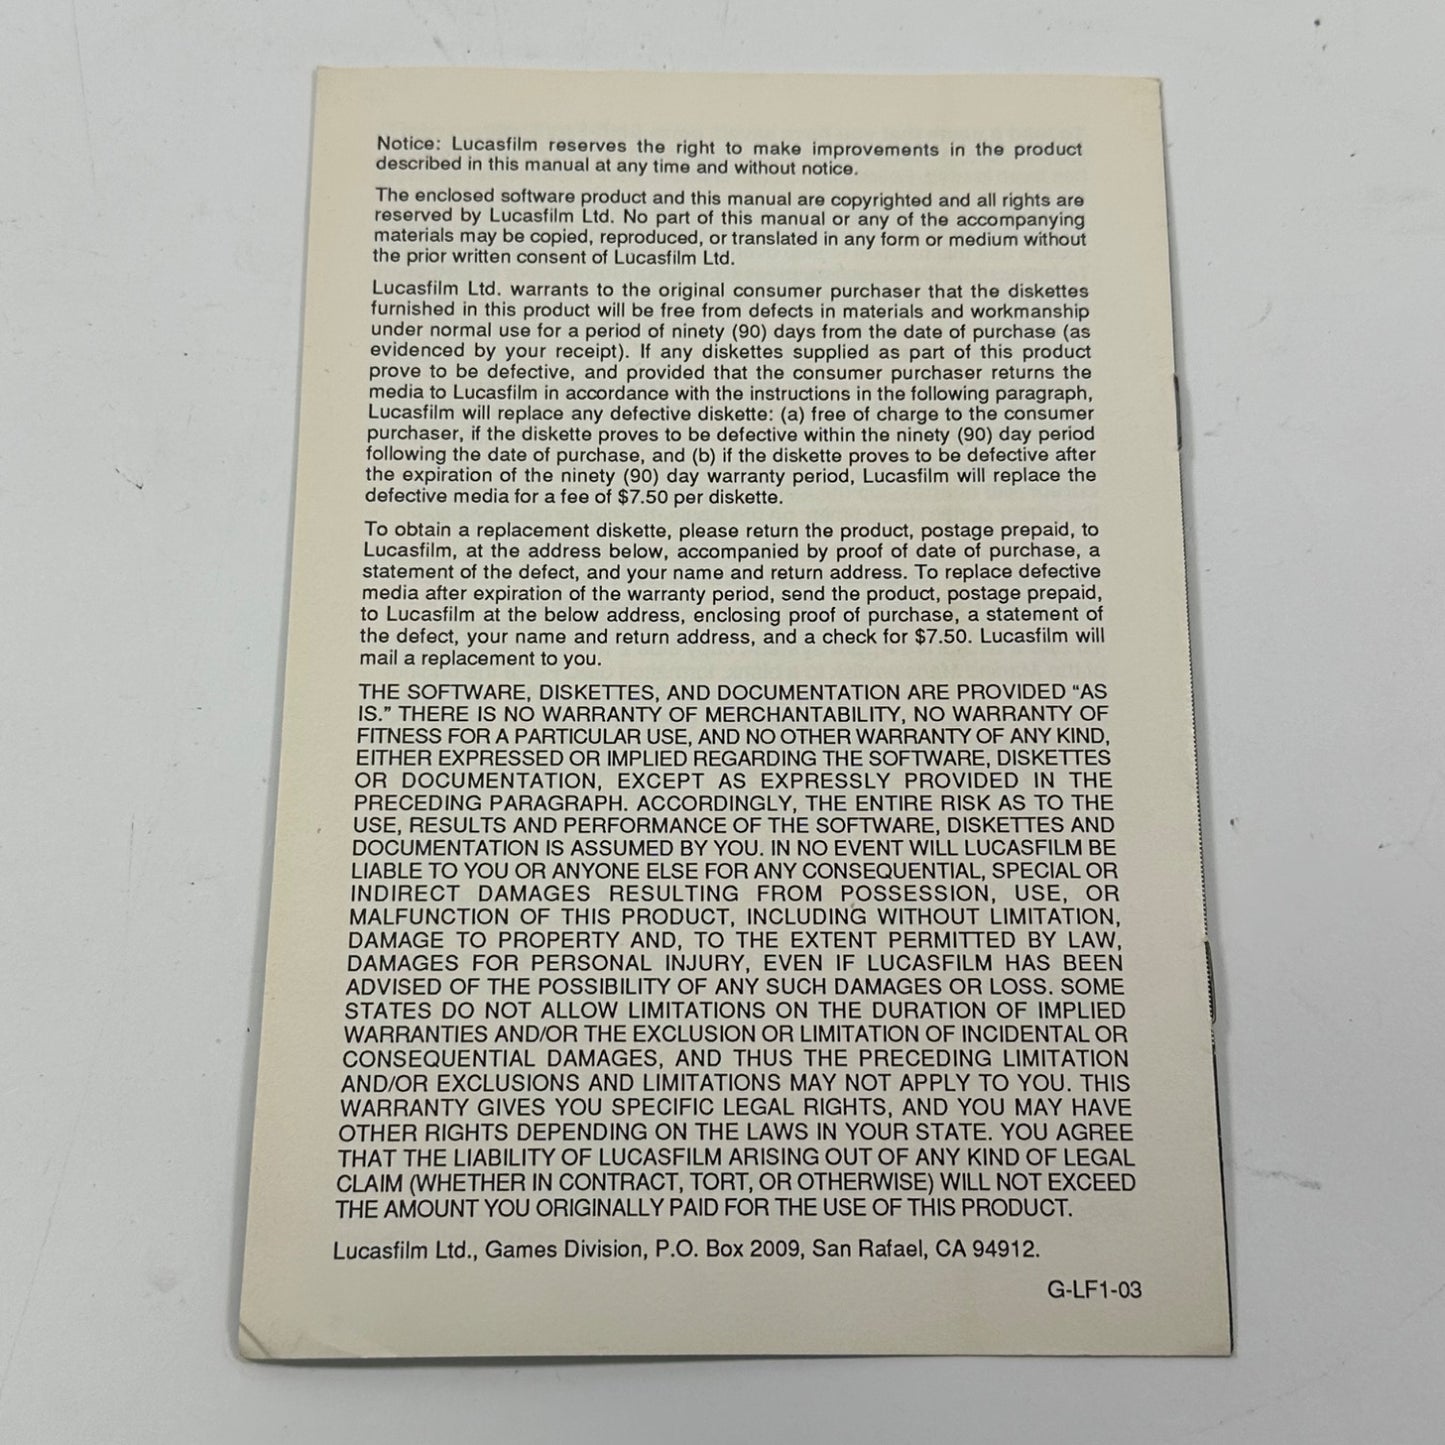 Notice: Lucasfilm reserves the right to make improvements in the product
described in this manual at any time and without notice.
The enclosed software product and this manual are copyrighted and all rights are
reserved by Lucasfilm Ltd. No part of this manual or any of the accompanying
materials may be copied, reproduced, or translated in any form or medium without
the prior written consent of Lucasfilm Ltd.
Lucasfilm Ltd. warrants to the original consumer purchaser that the diskettes
furnished in this product will be free from defects in materials and workmanship
under normal use for a period of ninety (90) days from the date of purchase (as
evidenced by your receipt). If any diskettes supplied as part of this product
prove to be defective, and provided that the consumer purchaser returns the
media to Lucasfilm in accordance with the instructions in the following paragraph,
Lucasfilm will replace any defective diskette: (a) free of charge to the consumer
purchaser, if the diskette proves to be defective within the ninety (90) day period
following the date of purchase, and (b) if the diskette proves to be defective after
the expiration of the ninety (90) day warranty period, Lucasfilm will replace the
defective media for a fee of $7.50 per diskette.
To obtain a replacement diskette, please return the product, postage prepaid, to
Lucasfilm, at the address below, accompanied by proof of date of purchase, a
statement of the defect, and your name and return address. To replace defective
media after expiration of the warranty period, send the product, postage prepaid,
to Lucasfilm at the below address, enclosing proof of purchase, a statement of
the defect, your name and return address, and a check for $7.50. Lucasfilm will
mail a replacement to you.
THE SOFTWARE, DISKETTES, AND DOCUMENTATION ARE PROVIDED “AS
IS.” THERE IS NO WARRANTY OF MERCHANTABILITY, NO WARRANTY OF
FITNESS FOR A PARTICULAR USE, AND NO OTHER WARRANTY OF ANY KIND,
EITHER EXPRESSED OR IMPLIED REGARDING THE SOFTWARE, DISKETTES
OR DOCUMENTATION, EXCEPT AS EXPRESSLY PROVIDED IN THE
PRECEDING PARAGRAPH. ACCORDINGLY, THE ENTIRE RISK AS TO THE
USE, RESULTS AND PERFORMANCE OF THE SOFTWARE, DISKETTES AND
DOCUMENTATION IS ASSUMED BY YOU. IN NO EVENT WILL LUCASFILM BE
LIABLE TO YOU OR ANYONE ELSE FOR ANY CONSEQUENTIAL, SPECIAL OR
INDIRECT DAMAGES RESULTING FROM POSSESSION, USE, OR
MALFUNCTION OF THIS PRODUCT, INCLUDING WITHOUT LIMITATION,
DAMAGE TO PROPERTY AND, TO THE EXTENT PERMITTED BY LAW,
DAMAGES FOR PERSONAL INJURY, EVEN IF LUCASFILM HAS BEEN
ADVISED OF THE POSSIBILITY OF ANY SUCH DAMAGES OR LOSS. SOME
STATES DO NOT ALLOW LIMITATIONS ON THE DURATION OF IMPLIED
WARRANTIES AND/OR THE EXCLUSION OR LIMITATION OF INCIDENTAL OR
CONSEQUENTIAL DAMAGES, AND THUS THE PRECEDING LIMITATION
AND/OR EXCLUSIONS AND LIMITATIONS MAY NOT APPLY TO YOU. THIS
WARRANTY GIVES YOU SPECIFIC LEGAL RIGHTS, AND YOU MAY HAVE
OTHER RIGHTS DEPENDING ON THE LAWS IN YOUR STATE. YOU AGREE
THAT THE LIABILITY OF LUCASFILM ARISING OUT OF ANY KIND OF LEGAL
CLAIM (WHETHER IN CONTRACT, TORT, OR OTHERWISE) WILL NOT EXCEED
THE AMOUNT YOU ORIGINALLY PAID FOR THE USE OF THIS PRODUCT.
Lucasfilm Ltd., Games Division, P.O. Box 2009, San Rafael, CA 94912.
G-LF1-03